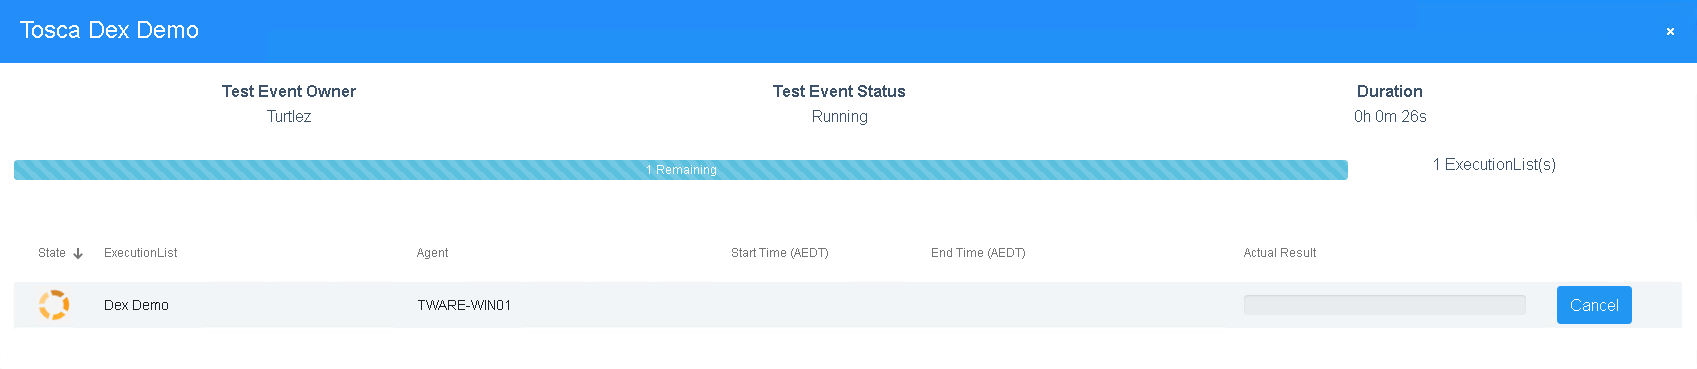 Tosca Dex Demo ×
Test Event Owner Test Event Status Duration
Turtlez Running 0h 0m 26s
1 Remaining 1 ExecutionList(s)
State ExecutionList Agent Start Time (AEDT) End Time (AEDT) Actual Result
Dex Demo TWARE-WIN01 Cancel